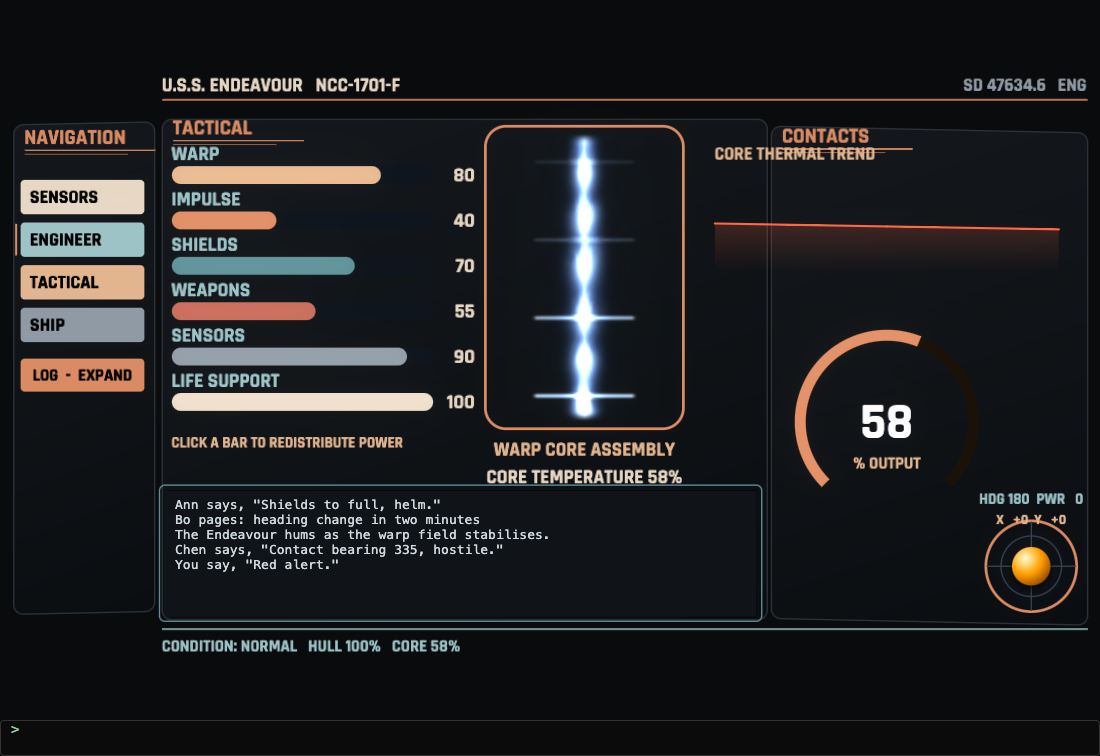 U.S.S. ENDEAVOUR NCC-1701-F
SD 47634.6 ENG
NAVIGATION
SENSORS
ENGINEER
TACTICAL
SHIP
LOG - EXPAND
TACTICAL
WARP
80
IMPULSE
40
SHIELDS
70
WEAPONS
55
SENSORS
90
LIFE SUPPORT
100
CLICK A BAR TO REDISTRIBUTE POWER
WARP CORE ASSEMBLY
CORE TEMPERATURE 58%
CONTACTS
CORE THERMAL TREND
58
% OUTPUT
HDG 180 PWR 0
X +0 Y +0
Ann says, "Shields to full, helm."
Bo pages: heading change in two minutes
The Endeavour hums as the warp field stabilises.
Chen says, "Contact bearing 335, hostile."
You say, "Red alert."
CONDITION: NORMAL HULL 100% CORE 58%
>